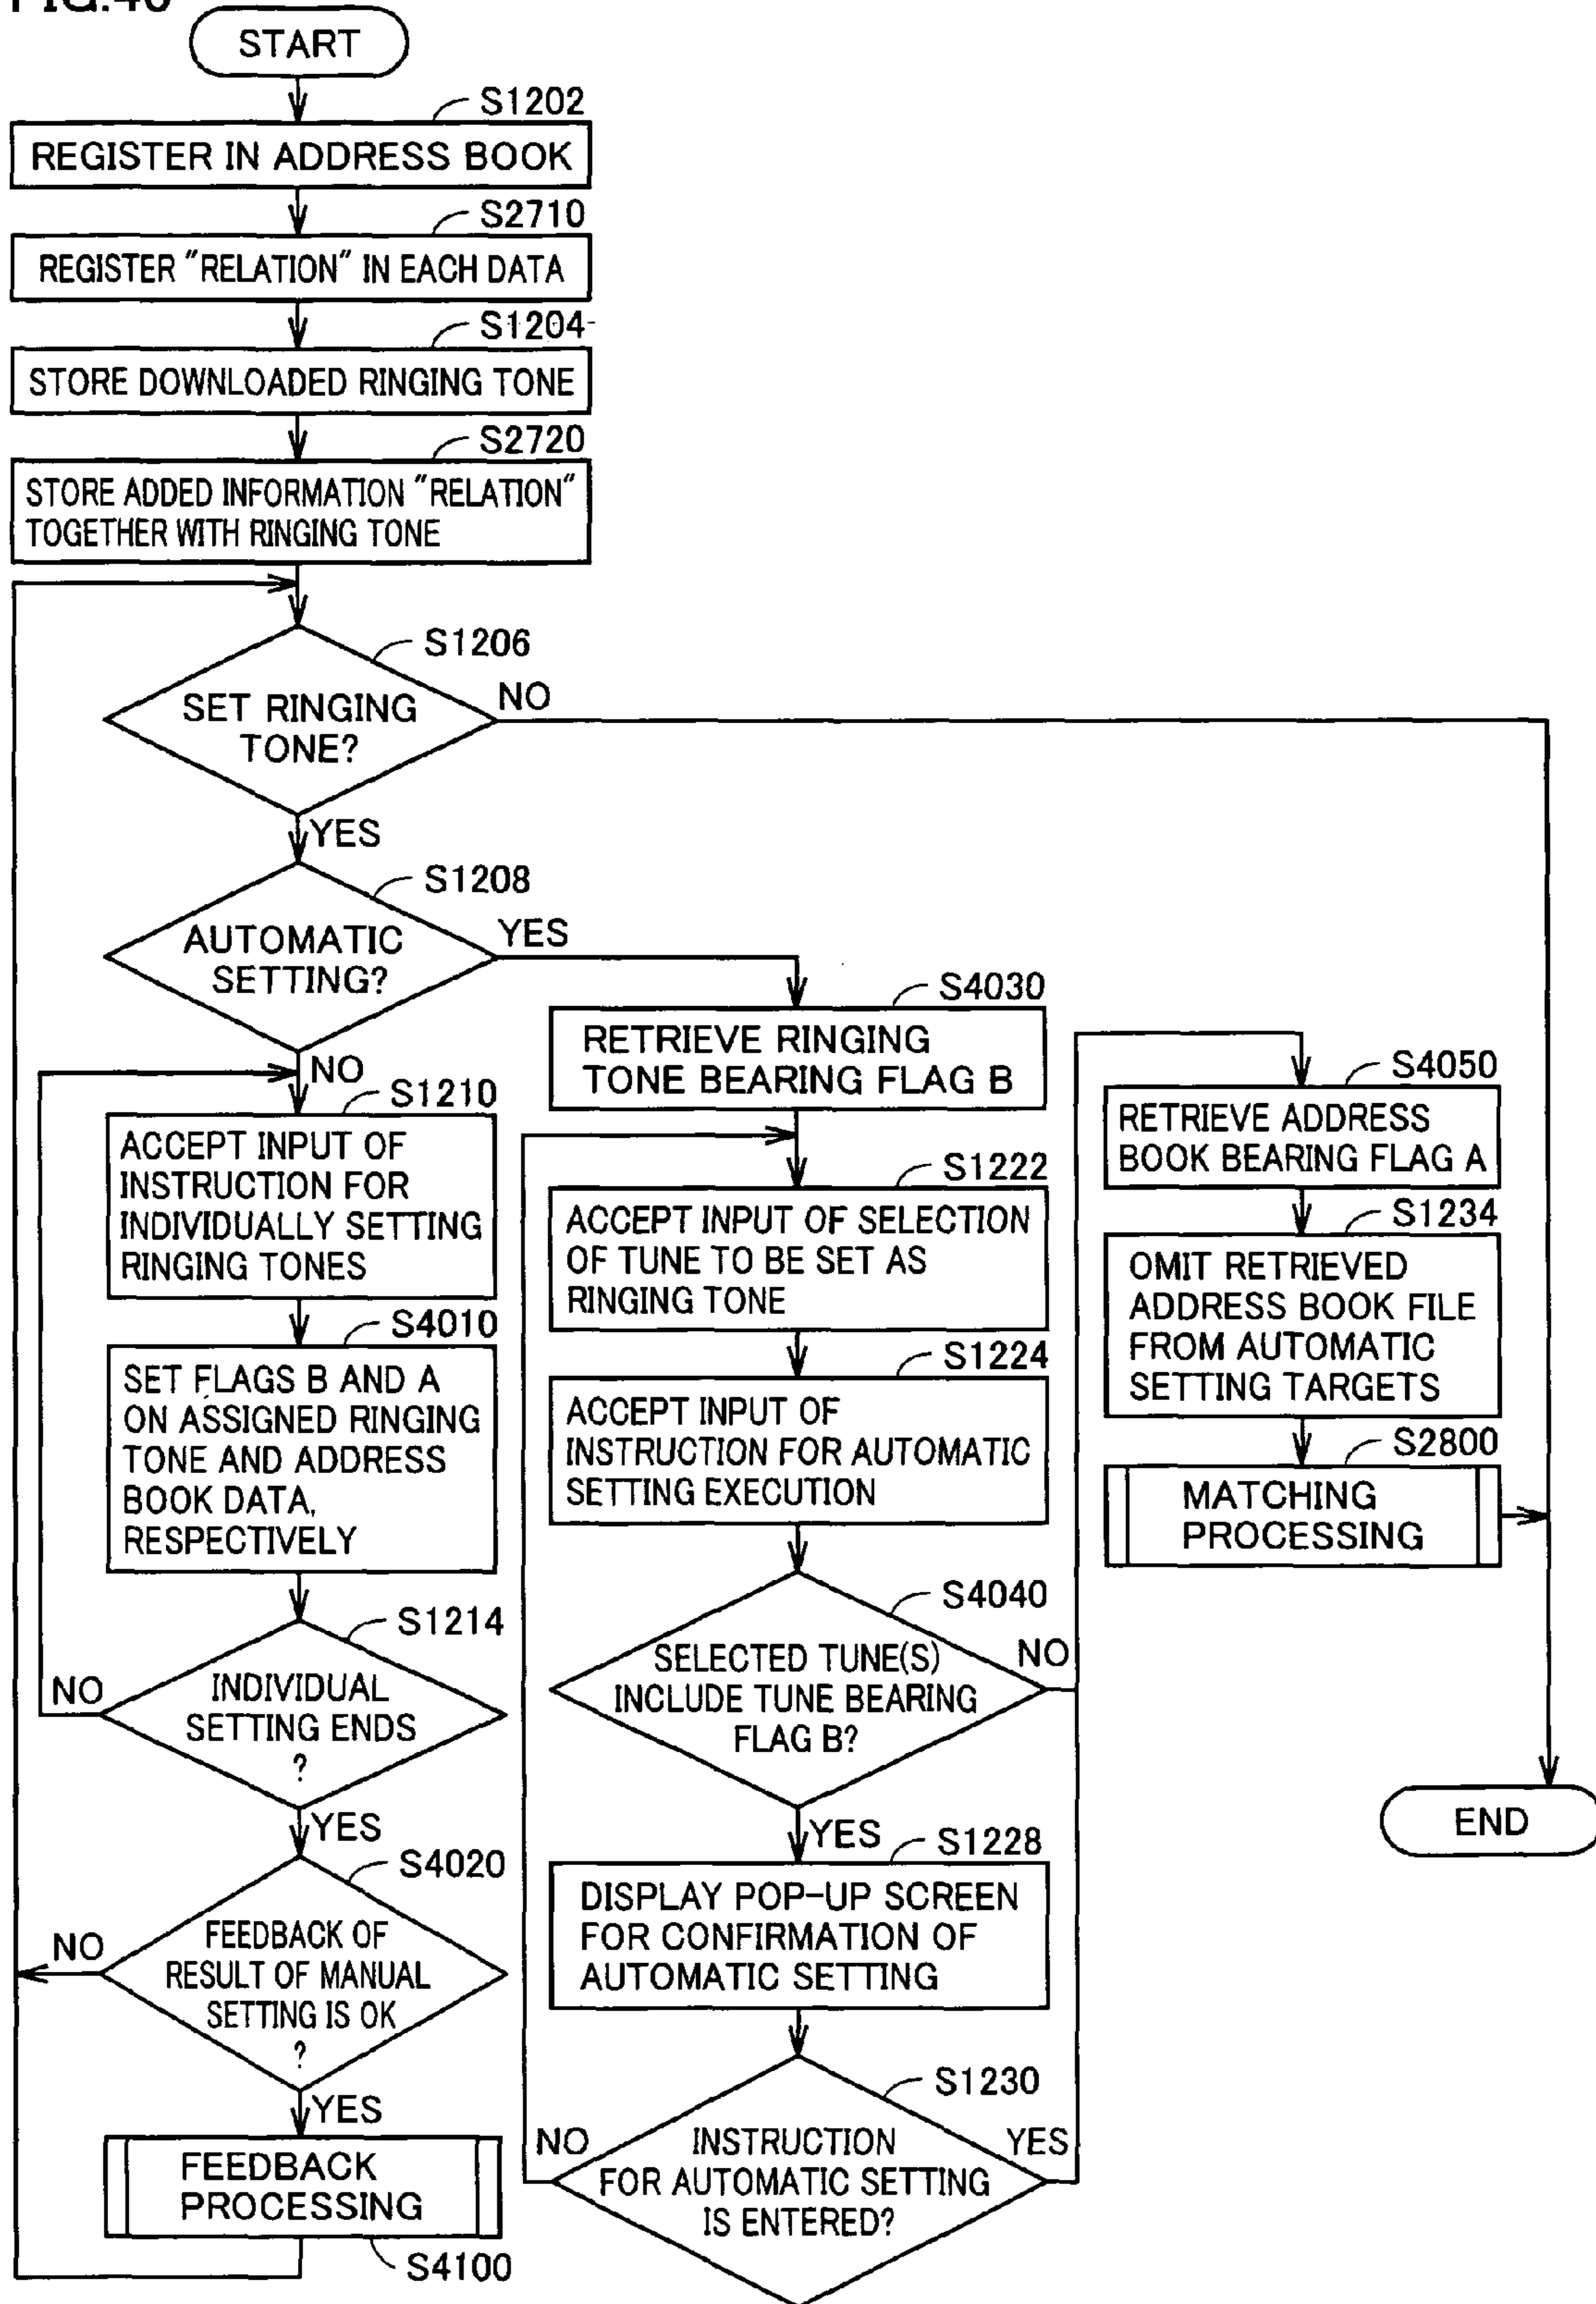 START
S1202
REGISTER IN ADDRESS BOOK
S2710
REGISTER "RELATION" IN EACH DATA
S1204
STORE DOWNLOADED RINGING TONE
S2720
STORE ADDED INFORMATION "RELATION"
TOGETHER WITH RINGING TONE
S1206
SET RINGING
TONE?
NO
YES
S1208
AUTOMATIC
SETTING?
YES
NO
S1210
ACCEPT INPUT OF
INSTRUCTION FOR
INDIVIDUALLY SETTING
RINGING TONES
S4010
SET FLAGS B AND A
ON ASSIGNED RINGING
TONE AND ADDRESS
BOOK DATA,
RESPECTIVELY
S1214
INDIVIDUAL
SETTING ENDS
?
NO
YES
S4020
FEEDBACK OF
RESULT OF MANUAL
SETTING IS OK
?
NO
YES
FEEDBACK
PROCESSING
S4100
S4030
RETRIEVE RINGING
TONE BEARING FLAG B
S1222
ACCEPT INPUT OF SELECTION
OF TUNE TO BE SET AS
RINGING TONE
S1224
ACCEPT INPUT OF
INSTRUCTION FOR AUTOMATIC
SETTING EXECUTION
S4040
SELECTED TUNE(S)
INCLUDE TUNE BEARING
FLAG B?
NO
YES
S1228
DISPLAY POP-UP SCREEN
FOR CONFIRMATION OF
AUTOMATIC SETTING
S1230
INSTRUCTION
FOR AUTOMATIC SETTING
IS ENTERED?
NO
YES
S4050
RETRIEVE ADDRESS
BOOK BEARING FLAG A
S1234
OMIT RETRIEVED
ADDRESS BOOK FILE
FROM AUTOMATIC
SETTING TARGETS
S2800
MATCHING
PROCESSING
END